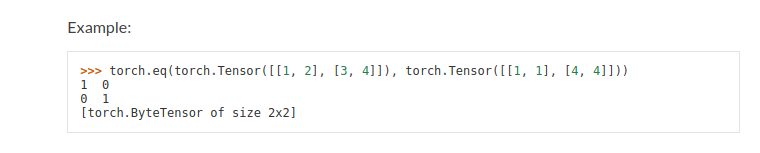 Example:
>>> torch.eq(torch.Tensor([[1, 2], [3, 4]]), torch.Tensor([[1, 1], [4, 4]]))
1 0
0 1
[torch.ByteTensor of size 2x2]